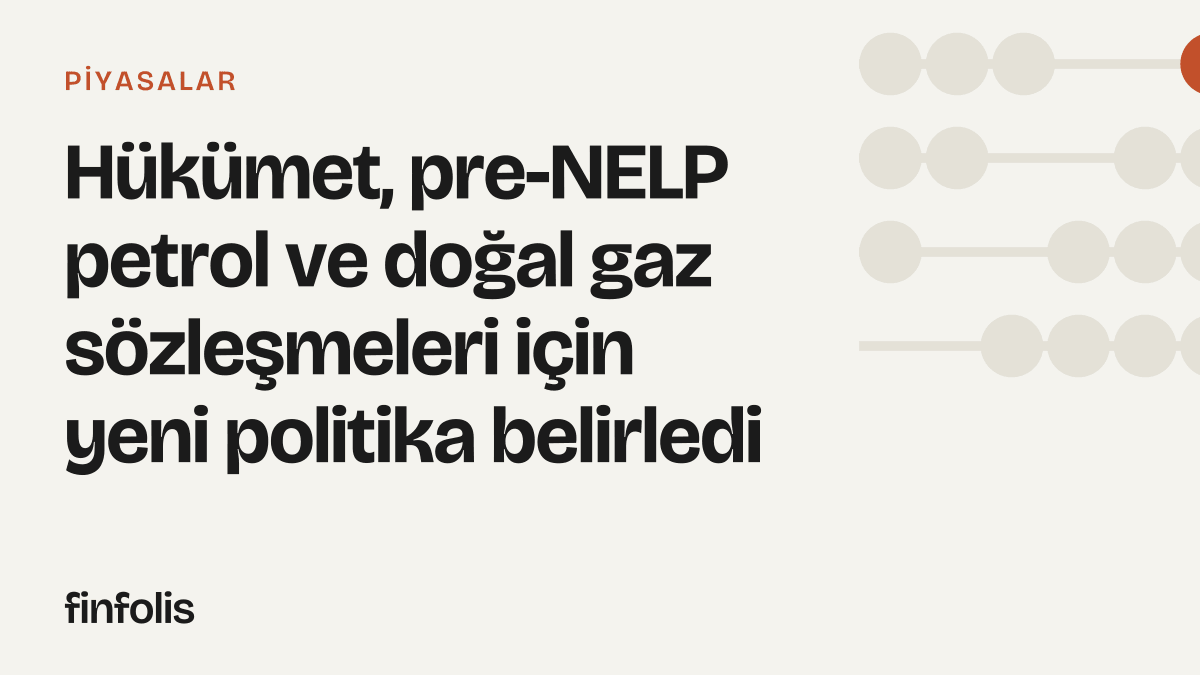 PİYASALAR
Hükümet, pre-NELP
petrol ve doğal gaz
sözleşmeleri için
yeni politika belirledi
finfolis